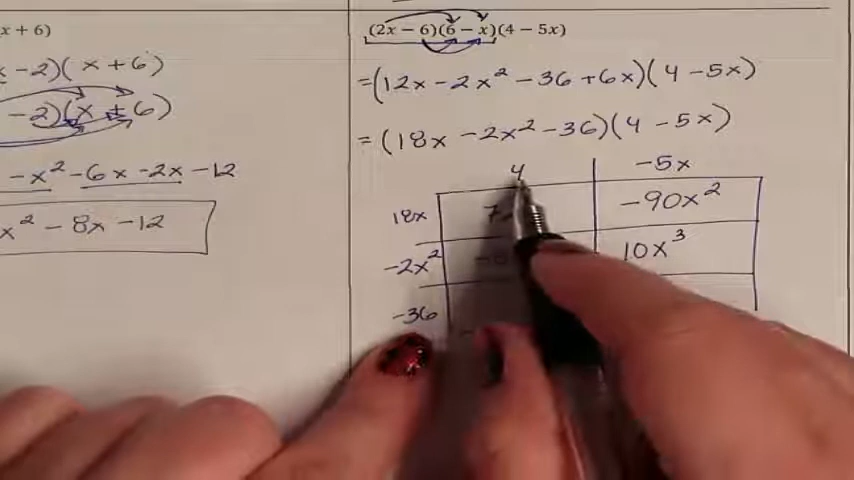 x + 6)
x - 2)( x + 6)
- 2)(x + 6)
- x² - 6x - 2x - 12
x² - 8x - 12
(2x - 6)(6 - x)(4 - 5x)
= (12x - 2x² - 36 + 6x)(4 - 5x)
= (18x - 2x² - 36)(4 - 5x)
4 -5x
18x 7 -90x²
-2x² 10x³
-36